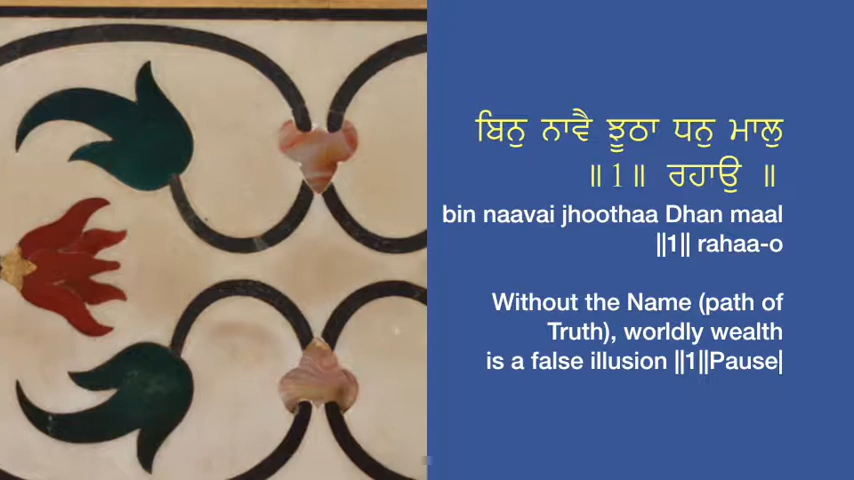 ਬਿਨੁ ਨਾਵੈ ਝੂਠਾ ਧਨੁ ਮਾਲੁ
॥1॥ ਰਹਾਉ ॥
bin naavai jhoothaa Dhan maal
||1|| rahaa-o
Without the Name (path of
Truth), worldly wealth
is a false illusion ||1||Pause|